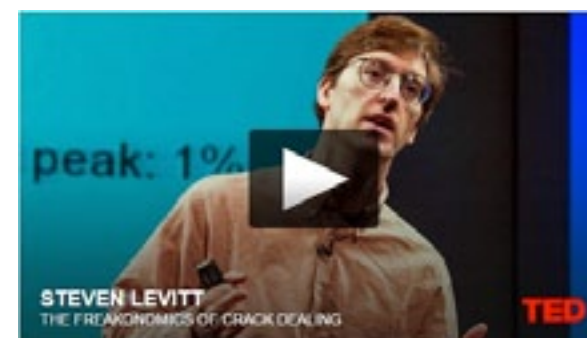 peak: 1%
STEVEN LEVITT
THE FREAKONOMICS OF CRACK DEALING
TED